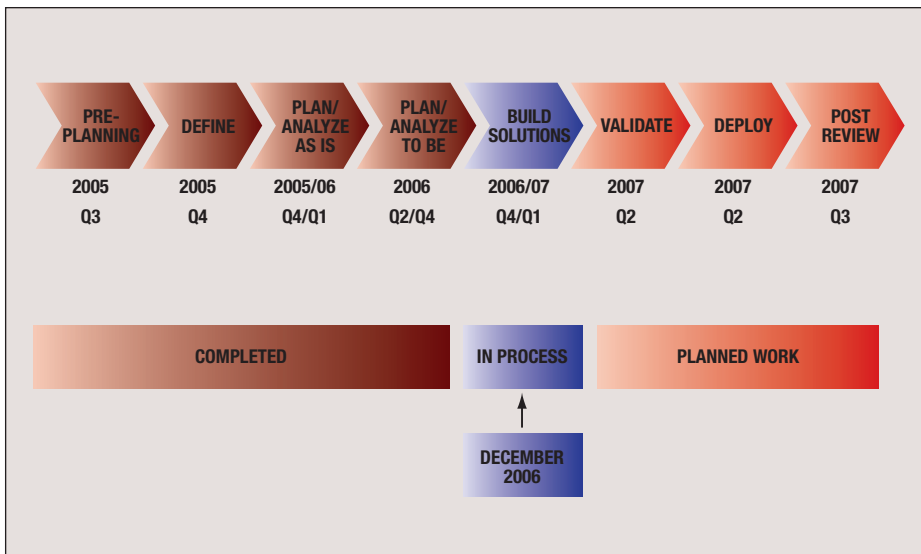 PRE-
PLANNING
DEFINE
PLAN/
ANALYZE
AS IS
PLAN/
ANALYZE
TO BE
BUILD
SOLUTIONS
VALIDATE
DEPLOY
POST
REVIEW
2005
2005
2005/06
2006
2006/07
2007
2007
2007
Q3
Q4
Q4/Q1
Q2/Q4
Q4/Q1
Q2
Q2
Q3
COMPLETED
IN PROCESS
PLANNED WORK
DECEMBER
2006